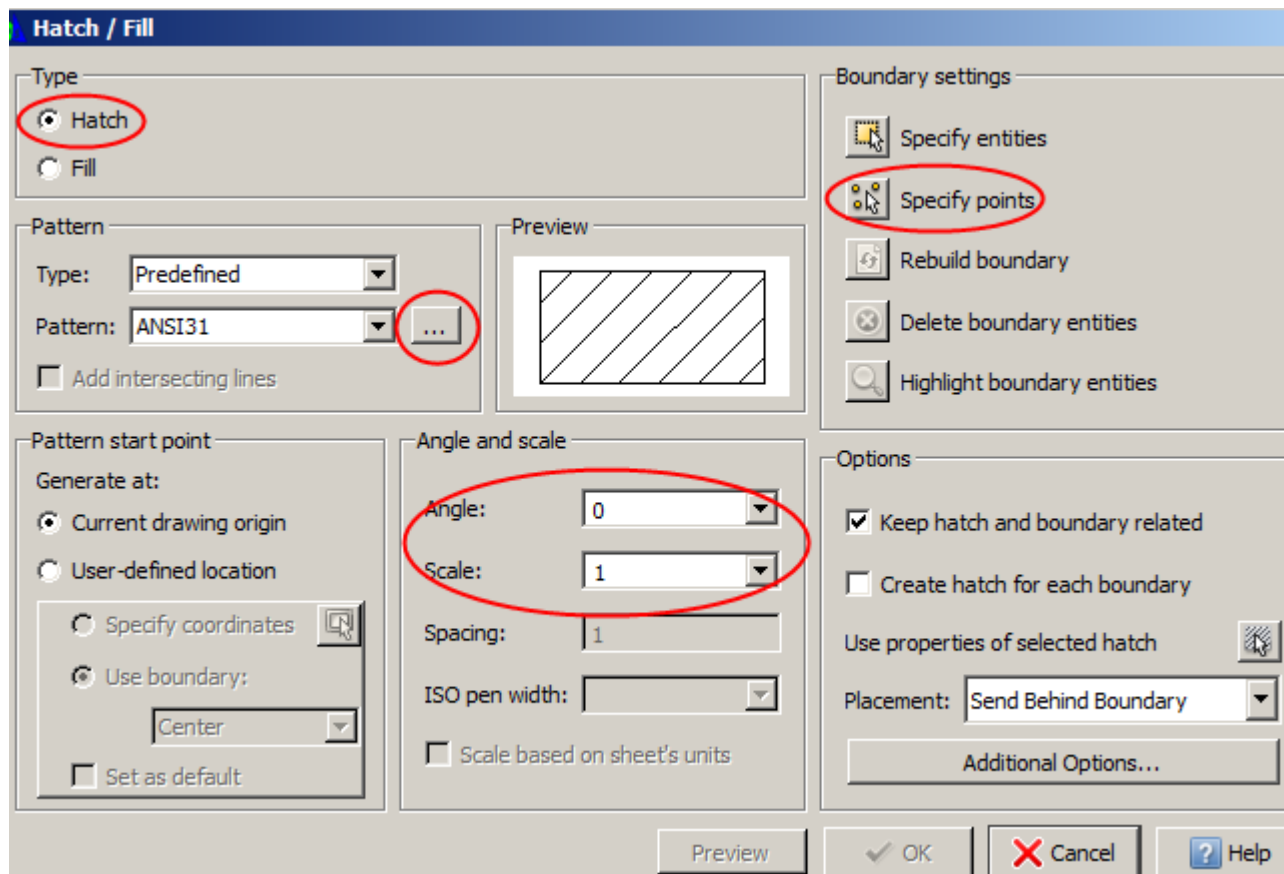 Hatch / Fill
Type
Hatch
Fill
Pattern
Type: Predefined
Pattern: ANSI31 ...
Add intersecting lines
Preview
Pattern start point
Generate at:
Current drawing origin
User-defined location
Specify coordinates
Use boundary:
Center
Set as default
Angle and scale
Angle: 0
Scale: 1
Spacing: 1
ISO pen width:
Scale based on sheet's units
Boundary settings
Specify entities
Specify points
Rebuild boundary
Delete boundary entities
Highlight boundary entities
Options
Keep hatch and boundary related
Create hatch for each boundary
Use properties of selected hatch
Placement: Send Behind Boundary
Additional Options...
Preview OK Cancel ? Help